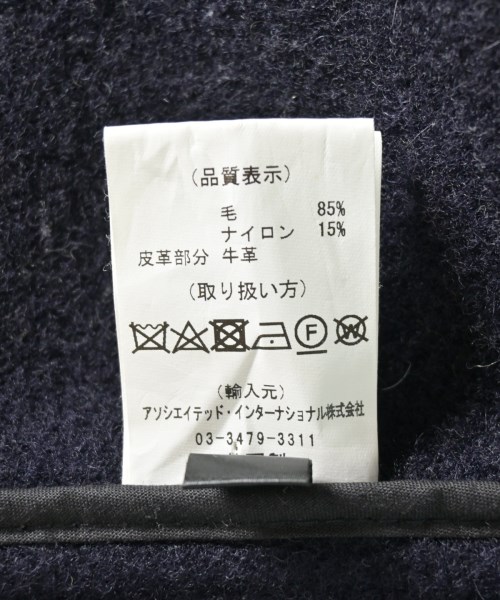 (品質表示)
毛 85%
ナイロン 15%
皮革部分 牛革
(取り扱い方)
F
W
(輸入元)
アソシエイテッド・インターナショナル株式会社
03-3479-3311